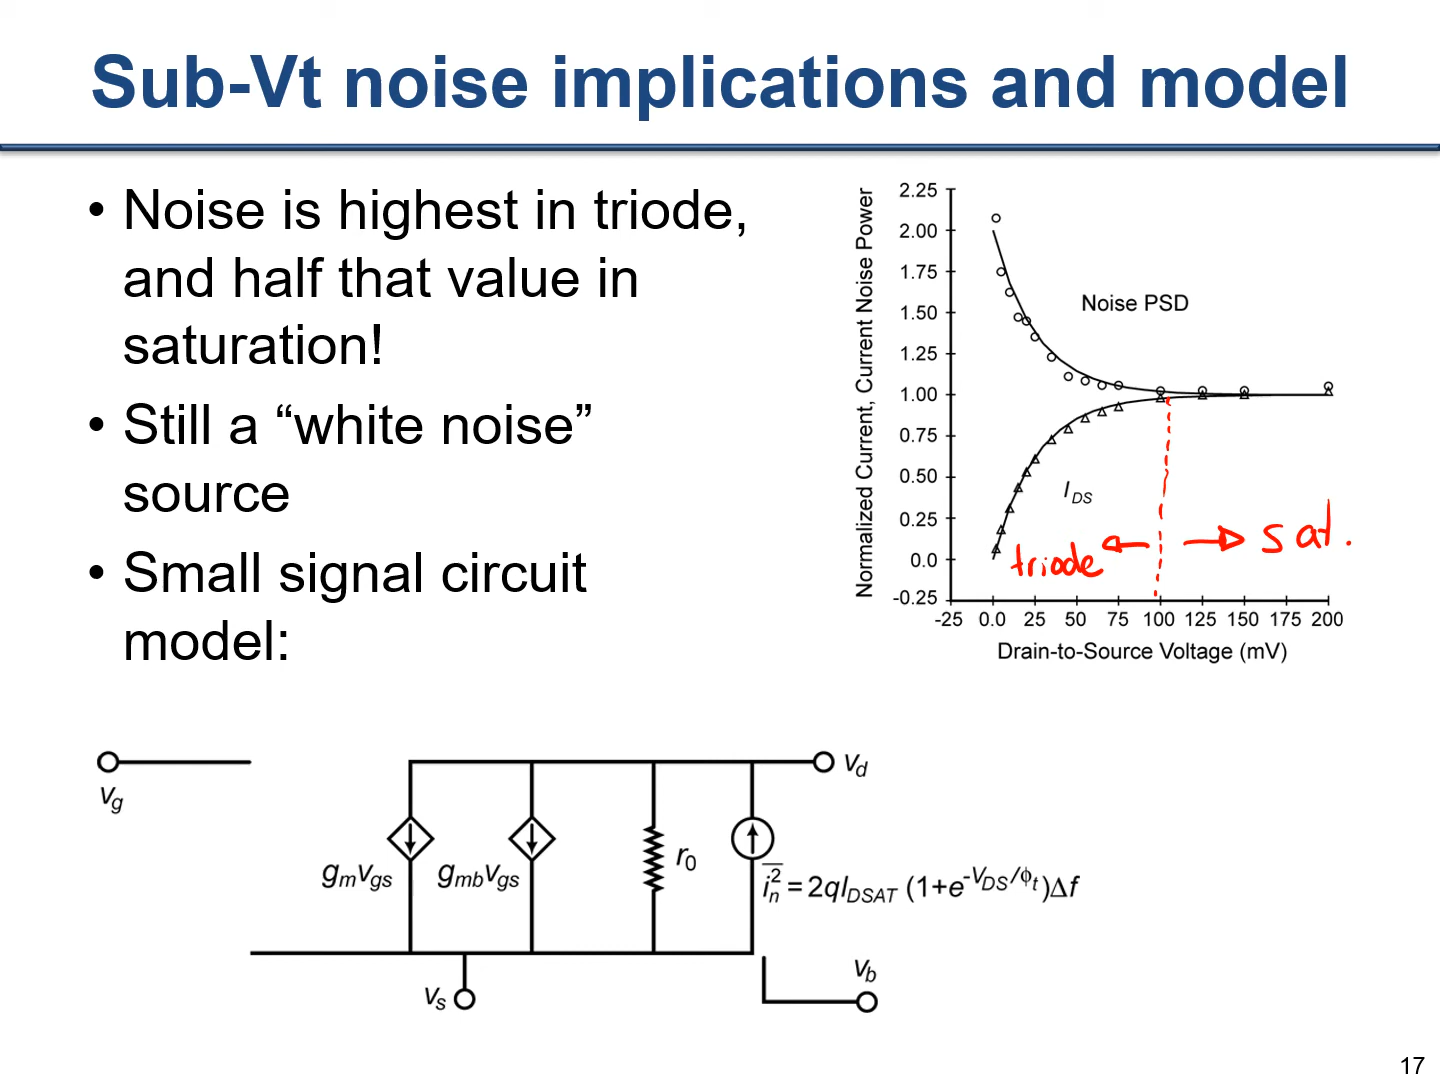 Sub-Vt noise implications and model
• Noise is highest in triode,
and half that value in
saturation!
• Still a “white noise”
source
• Small signal circuit
model:
Normalized Current, Current Noise Power
2.25
2.00
1.75
1.50
1.25
1.00
0.75
0.50
0.25
0.0
-0.25
Noise PSD
I DS
triode
sat.
-25 0.0 25 50 75 100 125 150 175 200
Drain-to-Source Voltage (mV)
vg
vd
gmvgs
gmbvgs
r0
i̅n² = 2qIDSAT (1+e^-VDS/ϕt)Δf
vs
vb
17